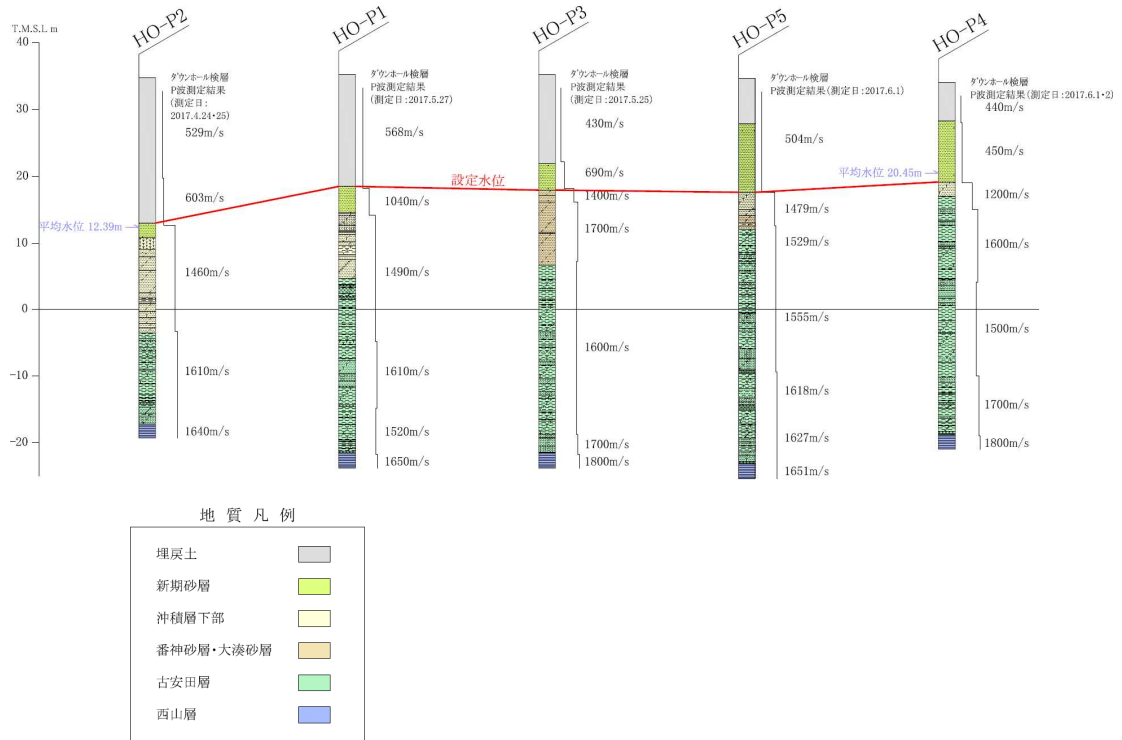 T.M.S.L m
40
30
20
10
0
-10
-20
HO-P2
ダウンホール検層
P波測定結果
(測定日:
2017.4.24・25)
529m/s
603m/s
平均水位 12.39m
1460m/s
1610m/s
1640m/s
HO-P1
ダウンホール検層
P波測定結果
(測定日:2017.5.27)
568m/s
1040m/s
1490m/s
1610m/s
1520m/s
1650m/s
設定水位
HO-P3
ダウンホール検層
P波測定結果
(測定日:2017.5.25)
430m/s
690m/s
1400m/s
1700m/s
1600m/s
1700m/s
1800m/s
HO-P5
ダウンホール検層
P波測定結果(測定日:2017.6.1)
504m/s
1479m/s
1529m/s
1555m/s
1618m/s
1627m/s
1651m/s
HO-P4
ダウンホール検層
P波測定結果(測定日:2017.6.1・2)
440m/s
450m/s
平均水位 20.45m
1200m/s
1600m/s
1500m/s
1700m/s
1800m/s
地 質 凡 例
埋戻土
新期砂層
沖積層下部
番神砂層・大湊砂層
古安田層
西山層